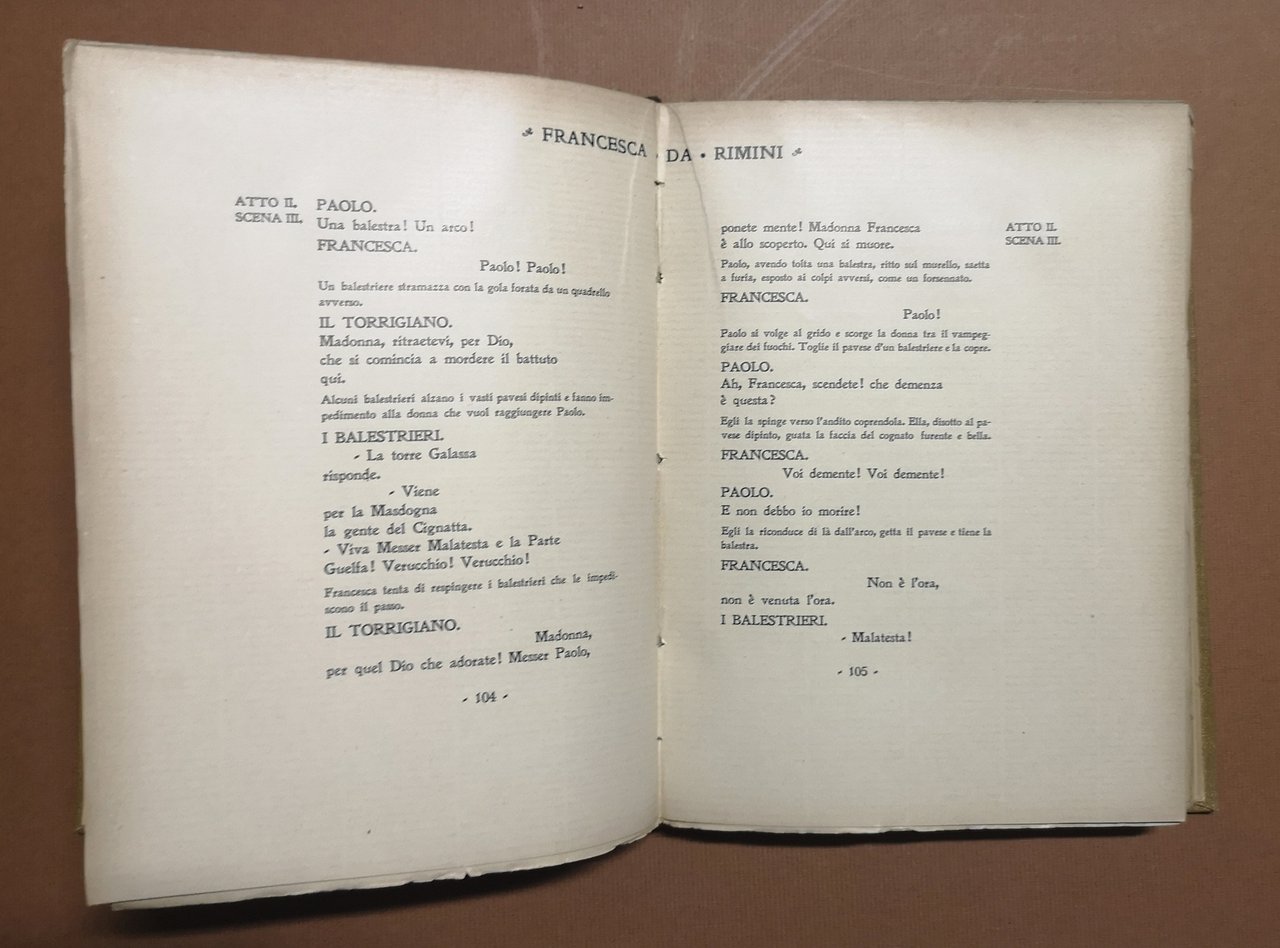 FRANCESCA • DA • RIMINI
ATTO II.
SCENA III.
PAOLO.
Una balestra! Un arco!
FRANCESCA.
Paolo! Paolo!
Un balestriere stramazza con la gola forata da un quadrello
avverso.
IL TORRIGIANO.
Madonna, ritraetevi, per Dio,
che si comincia a mordere il battuto
qui.
Alcuni balestrieri alzano i vasti pavesi dipinti e fanno im-
pedimento alla donna che vuol raggiungere Paolo.
I BALESTRIERI.
- La torre Galassa
risponde.
- Viene
per la Masdogna
la gente del Cignatta.
- Viva Messer Malatesta e la Parte
Guelfa! Verucchio! Verucchio!
Francesca tenta di respingere i balestrieri che le impedi-
scono il passo.
IL TORRIGIANO.
Madonna,
per quel Dio che adorate! Messer Paolo,
- 104 -
ATTO II.
SCENA III.
ponete mente! Madonna Francesca
è allo scoperto. Qui si muore.
Paolo, avendo tolta una balestra, ritto sul murello, saetta
a furia, esposto ai colpi avversi, come un forsennato.
FRANCESCA.
Paolo!
Paolo si volge al grido e scorge la donna tra il vampeg-
giare dei fuochi. Toglie il pavese d'un balestriere e la copre.
PAOLO.
Ah, Francesca, scendete! che demenza
è questa?
Egli la spinge verso l'andito coprendola. Ella, disotto al pa-
vese dipinto, guata la faccia del cognato furente e bella.
FRANCESCA.
Voi demente! Voi demente!
PAOLO.
E non debbo io morire!
Egli la riconduce di là dall'arco, getta il pavese e tiene la
balestra.
FRANCESCA.
Non è l'ora,
non è venuta l'ora.
I BALESTRIERI.
- Malatesta!
- 105 -